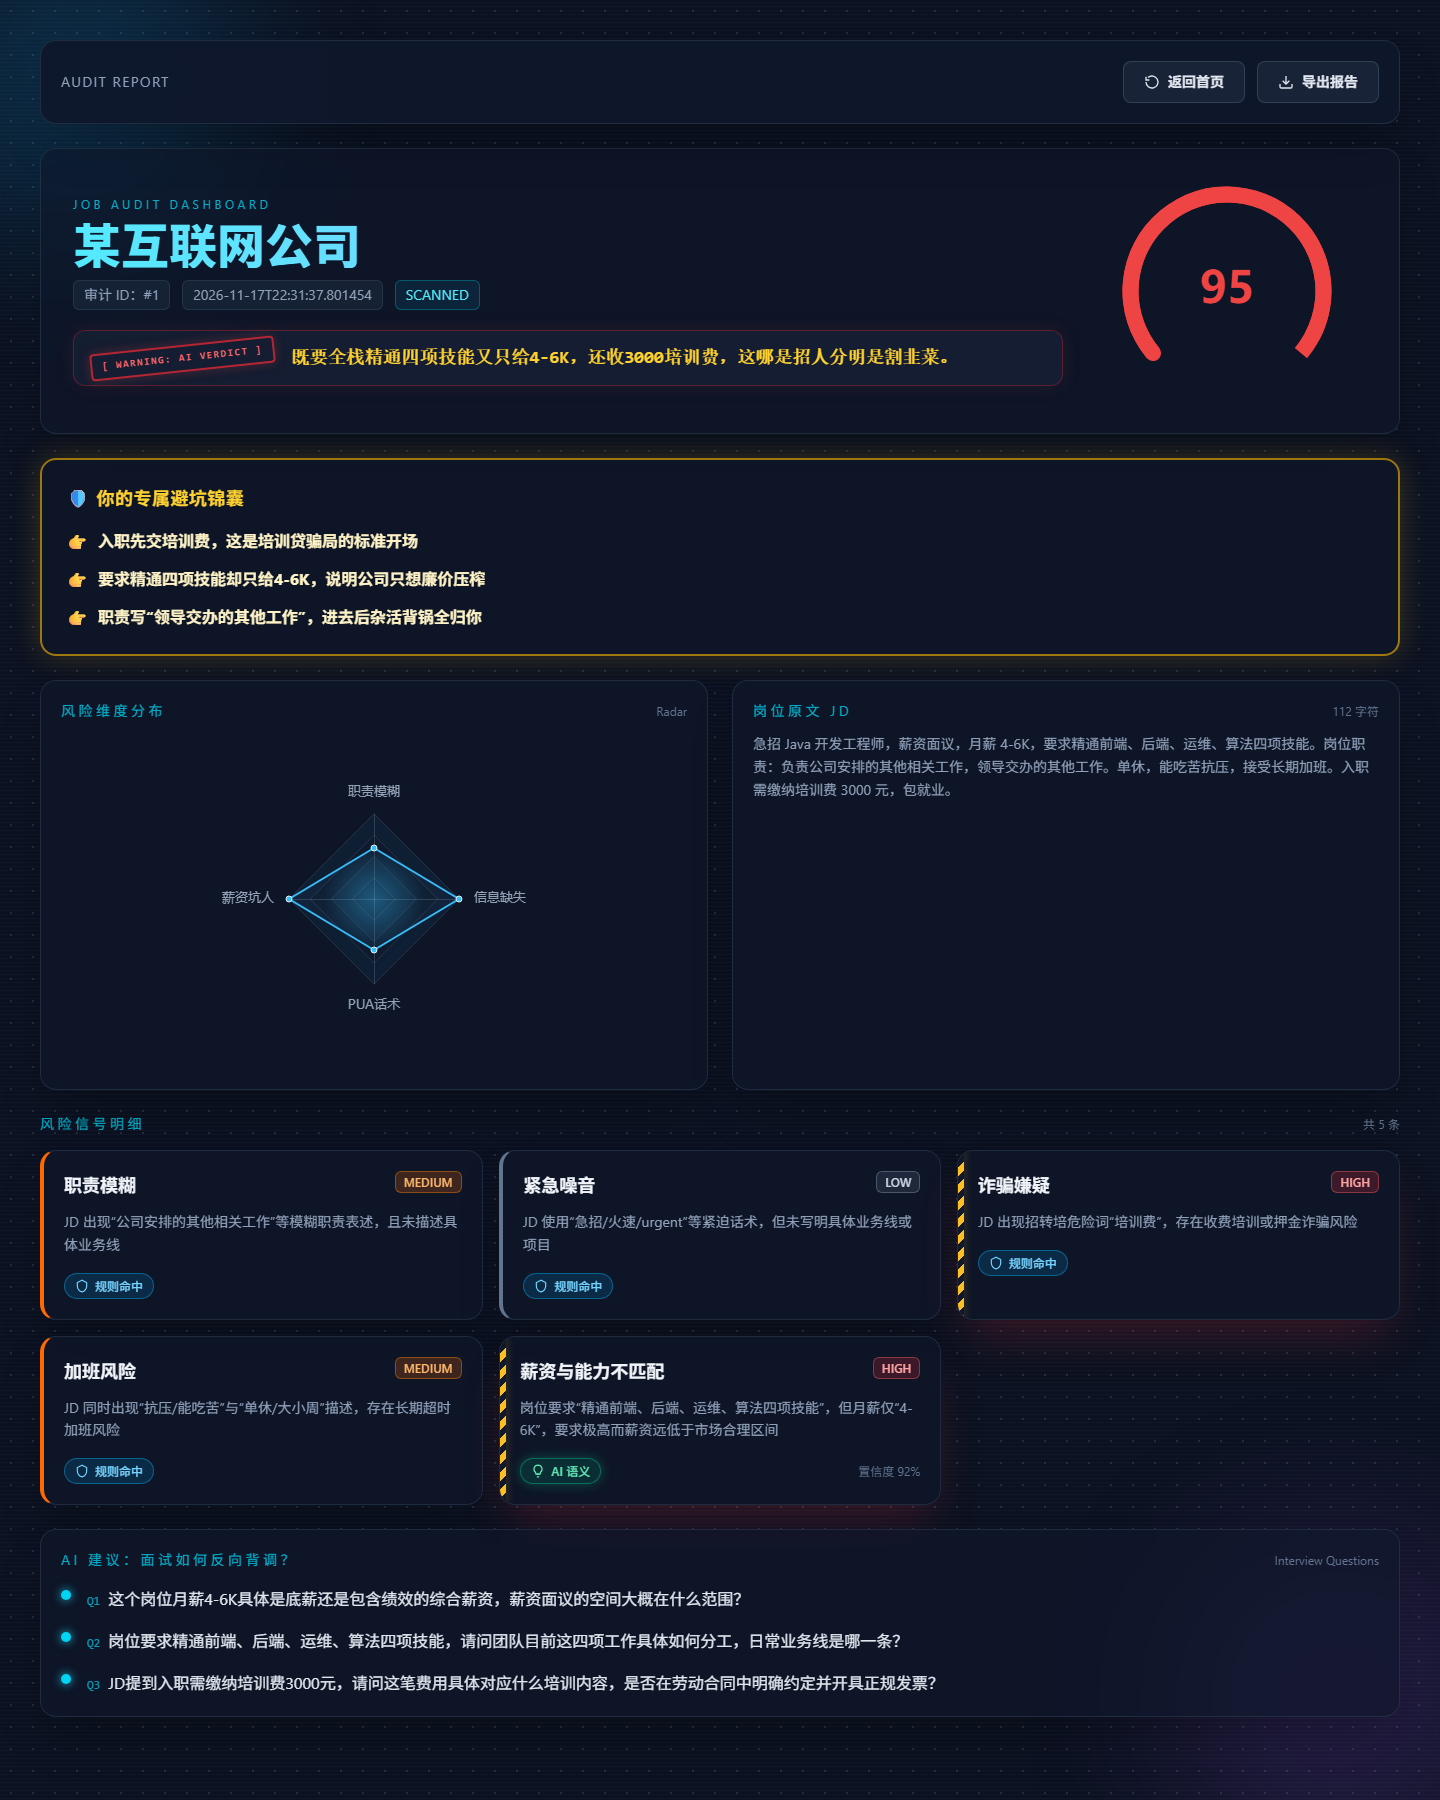 AUDIT REPORT
返回首页
导出报告
JOB AUDIT DASHBOARD
某互联网公司
审计 ID：#1
2026-11-17T22:31:37.801454
SCANNED
95
[ WARNING: AI VERDICT ]
既要全栈精通四项技能又只给4-6K，还收3000培训费，这哪是招人分明是割韭菜。
你的专属避坑锦囊
入职先交培训费，这是培训贷骗局的标准开场
要求精通四项技能却只给4-6K，说明公司只想廉价压榨
职责写“领导交办的其他工作”，进去后杂活背锅全归你
风险维度分布
Radar
职责模糊
薪资坑人
信息缺失
PUA话术
岗位原文 JD
112 字符
急招 Java 开发工程师，薪资面议，月薪 4-6K，要求精通前端、后端、运维、算法四项技能。岗位职
责：负责公司安排的其他相关工作，领导交办的其他工作。单休，能吃苦抗压，接受长期加班。入职
需缴纳培训费 3000 元，包就业。
风险信号明细
共 5 条
职责模糊
MEDIUM
JD 出现“公司安排的其他相关工作”等模糊职责表述，且未描述具
体业务线
规则命中
紧急噪音
LOW
JD 使用“急招/火速/urgent”等紧迫话术，但未写明具体业务线或
项目
规则命中
诈骗嫌疑
HIGH
JD 出现招转培危险词“培训费”，存在收费培训或押金诈骗风险
规则命中
加班风险
MEDIUM
JD 同时出现“抗压/能吃苦”与“单休/大小周”描述，存在长期超时
加班风险
规则命中
薪资与能力不匹配
HIGH
岗位要求“精通前端、后端、运维、算法四项技能”，但月薪仅“4-
6K”，要求极高而薪资远低于市场合理区间
AI 语义
置信度 92%
AI 建议：面试如何反向背调？
Interview Questions
Q1 这个岗位月薪4-6K具体是底薪还是包含绩效的综合薪资，薪资面议的空间大概在什么范围？
Q2 岗位要求精通前端、后端、运维、算法四项技能，请问团队目前这四项工作具体如何分工，日常业务线是哪一条？
Q3 JD提到入职需缴纳培训费3000元，请问这笔费用具体对应什么培训内容，是否在劳动合同中明确约定并开具正规发票？